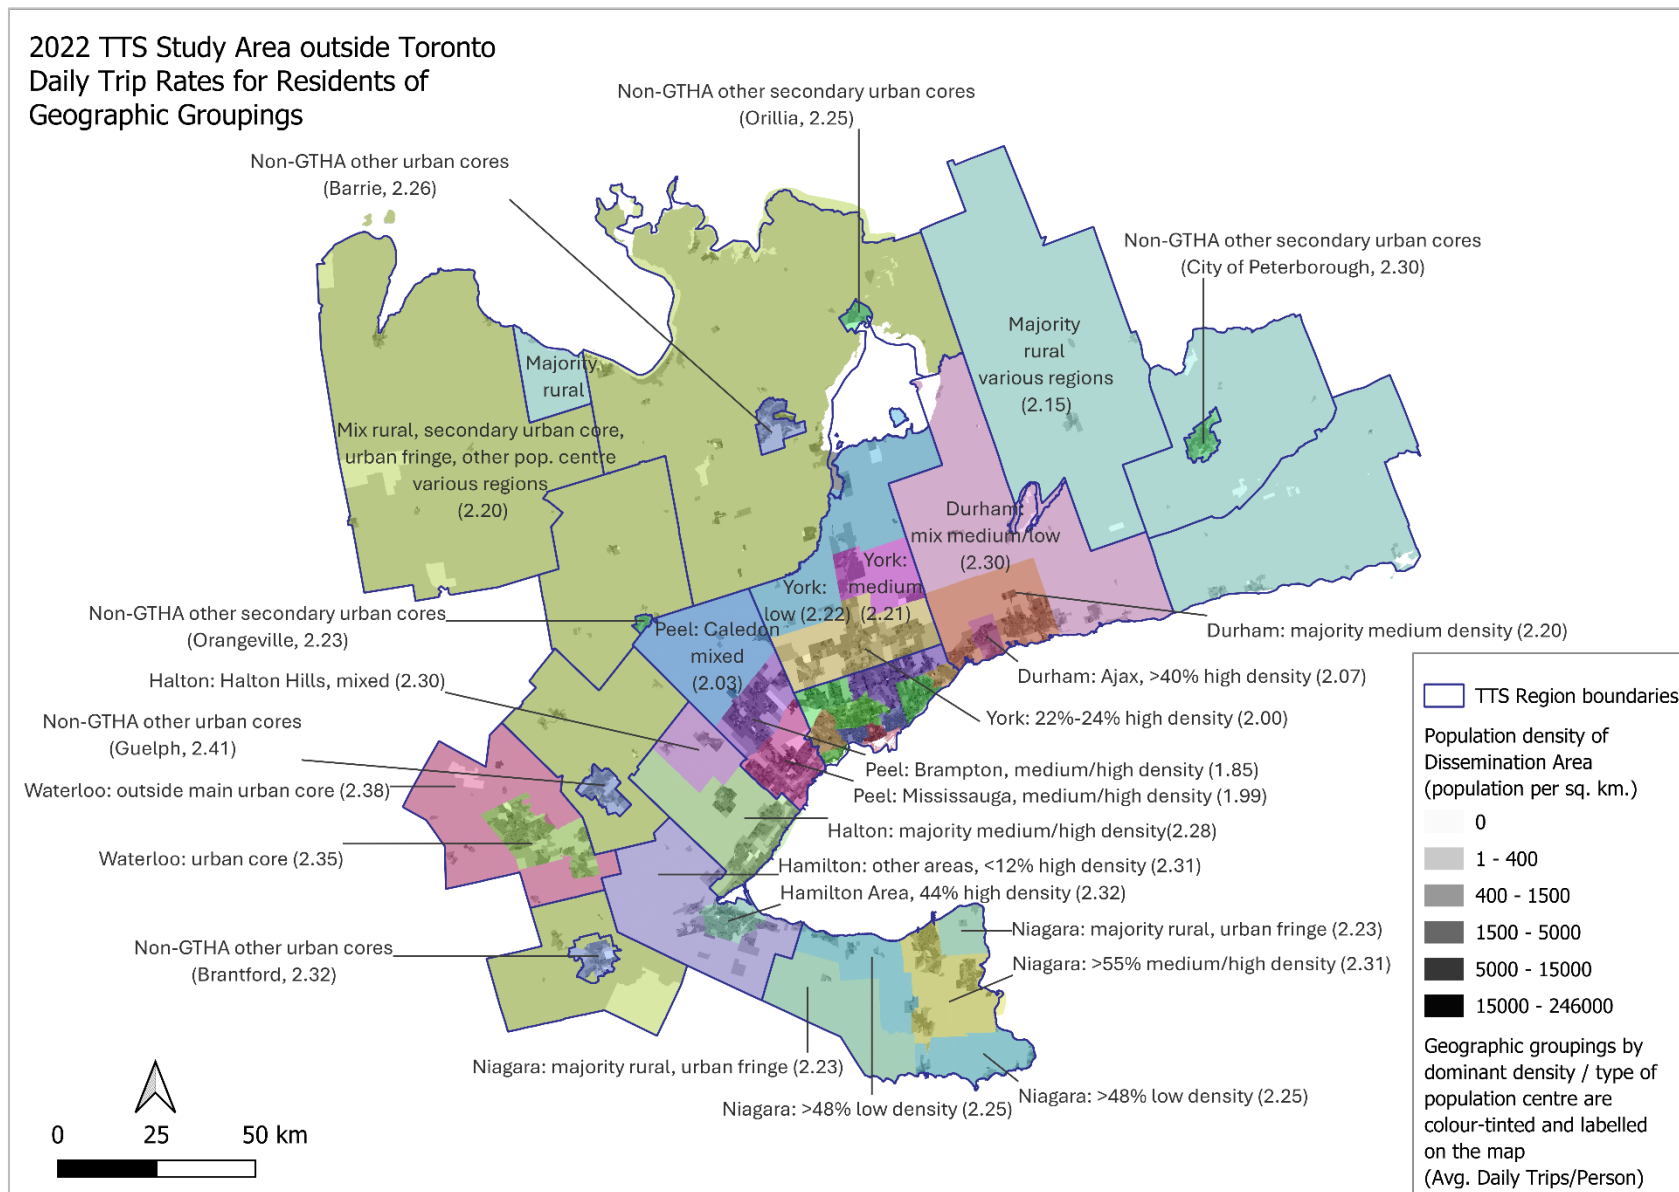 2022 TTS Study Area outside Toronto
Daily Trip Rates for Residents of
Geographic Groupings
Non-GTHA other secondary urban cores
(Orillia, 2.25)
Non-GTHA other urban cores
(Barrie, 2.26)
Non-GTHA other secondary urban cores
(City of Peterborough, 2.30)
Majority
rural
various regions
(2.15)
Majority
rural
Mix rural, secondary urban core,
urban fringe, other pop. centre
various regions
(2.20)
Durham:
mix medium/low
(2.30)
York:
medium
(2.21)
York:
low (2.22)
Non-GTHA other secondary urban cores
(Orangeville, 2.23)
Peel: Caledon
mixed
(2.03)
Durham: majority medium density (2.20)
Durham: Ajax, >40% high density (2.07)
Halton: Halton Hills, mixed (2.30)
York: 22%-24% high density (2.00)
Non-GTHA other urban cores
(Guelph, 2.41)
Peel: Brampton, medium/high density (1.85)
Waterloo: outside main urban core (2.38)
Peel: Mississauga, medium/high density (1.99)
Halton: majority medium/high density(2.28)
Waterloo: urban core (2.35)
Hamilton: other areas, <12% high density (2.31)
Hamilton Area, 44% high density (2.32)
Non-GTHA other urban cores
(Brantford, 2.32)
Niagara: majority rural, urban fringe (2.23)
Niagara: >55% medium/high density (2.31)
Niagara: majority rural, urban fringe (2.23)
Niagara: >48% low density (2.25)
Niagara: >48% low density (2.25)
0 25 50 km
TTS Region boundaries
Population density of
Dissemination Area
(population per sq. km.)
0
1 - 400
400 - 1500
1500 - 5000
5000 - 15000
15000 - 246000
Geographic groupings by
dominant density / type of
population centre are
colour-tinted and labelled
on the map
(Avg. Daily Trips/Person)